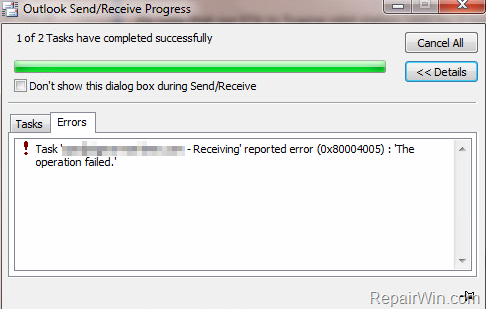 Outlook Send/Receive Progress
1 of 2 Tasks have completed successfully
Cancel All
<< Details
Don't show this dialog box during Send/Receive
Tasks
Errors
Task ' - Receiving' reported error (0x80004005) : 'The
operation failed.'
RepairWin.com